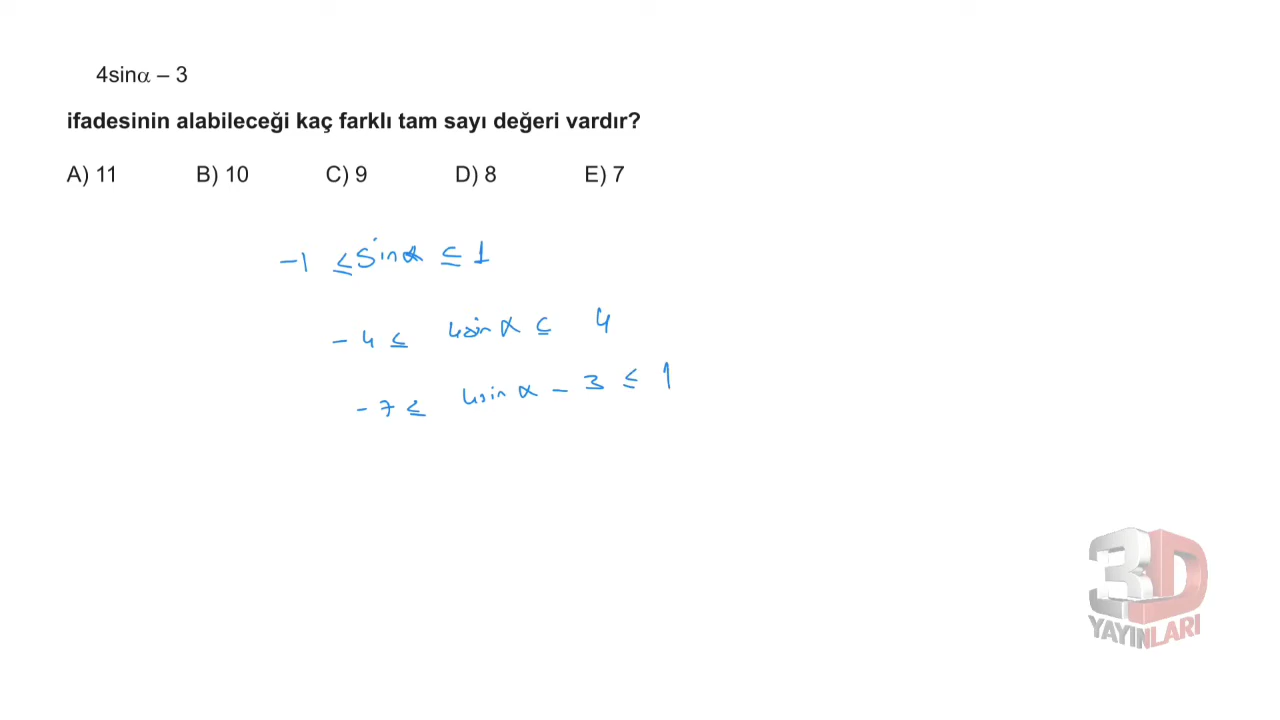 4sinα – 3
ifadesinin alabileceği kaç farklı tam sayı değeri vardır?
A) 11 B) 10 C) 9 D) 8 E) 7
-1 ≤ sinα ≤ 1
-4 ≤ 4sinα ≤ 4
-7 ≤ 4sinα - 3 ≤ 1
3D
YAYINLARI